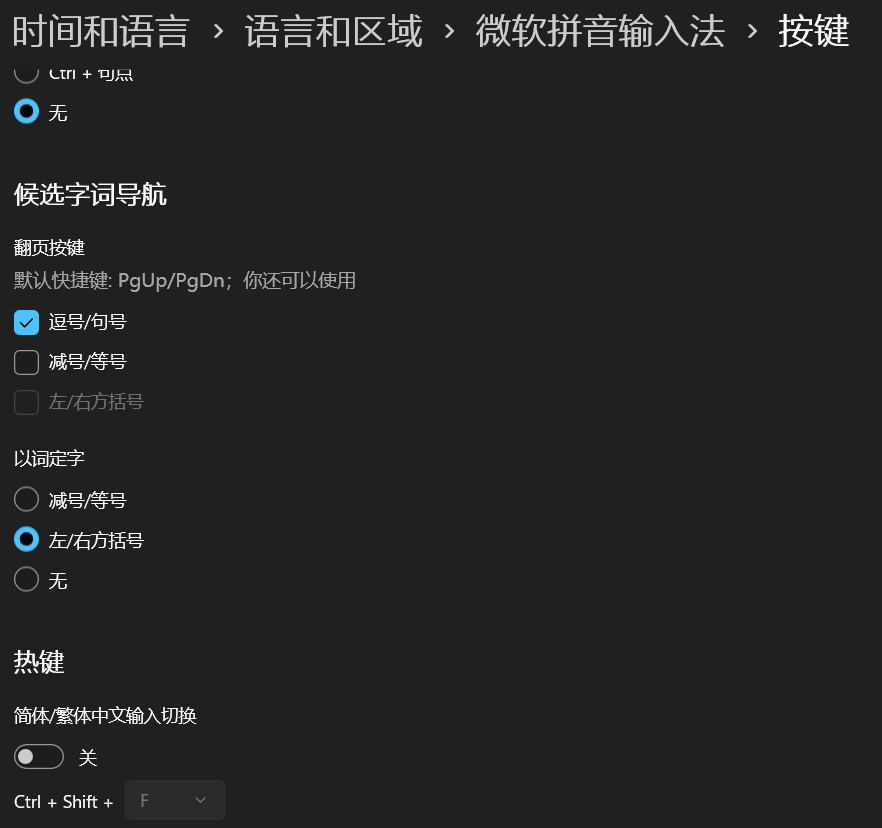 时间和语言 › 语言和区域 › 微软拼音输入法 › 按键
Ctrl + 句点
无
候选字词导航
翻页按键
默认快捷键: PgUp/PgDn；你还可以使用
逗号/句号
减号/等号
左/右方括号
以词定字
减号/等号
左/右方括号
无
热键
简体/繁体中文输入切换
关
Ctrl + Shift + F